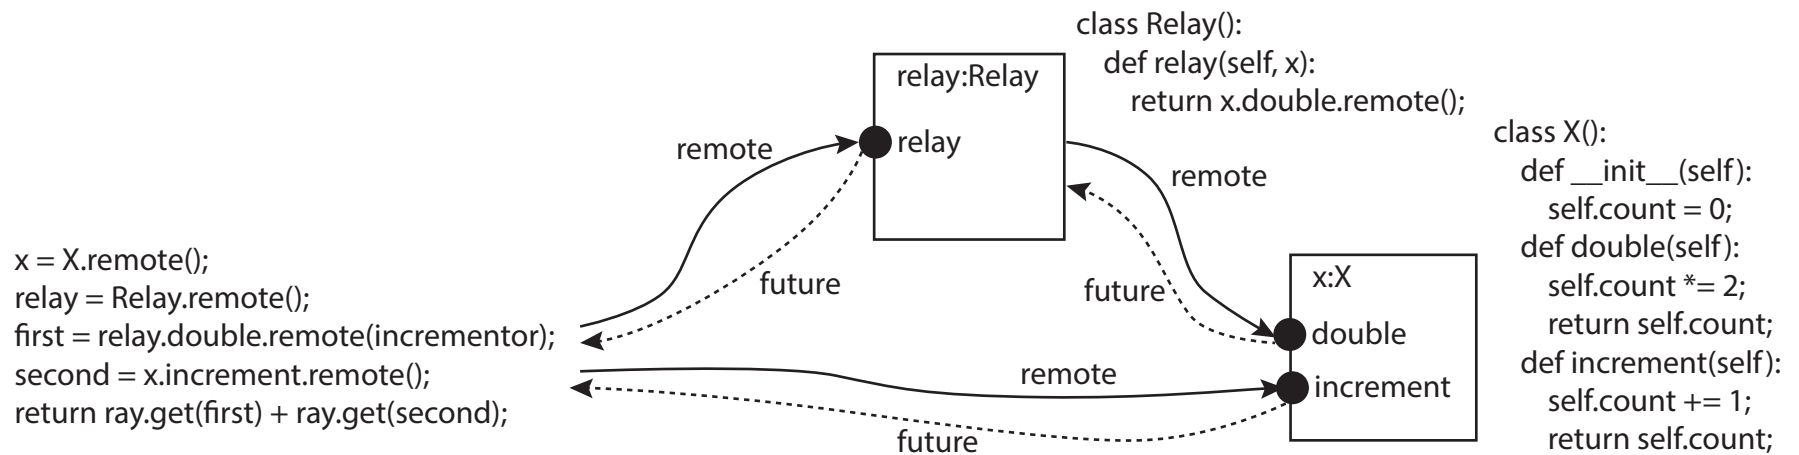 class Relay():
def relay(self, x):
return x.double.remote();
relay:Relay
relay
remote
remote
future
future
class X():
def __init__(self):
self.count = 0;
def double(self):
self.count *= 2;
return self.count;
def increment(self):
self.count += 1;
return self.count;
x:X
double
increment
x = X.remote();
relay = Relay.remote();
first = relay.double.remote(incrementor);
second = x.increment.remote();
return ray.get(first) + ray.get(second);
remote
future